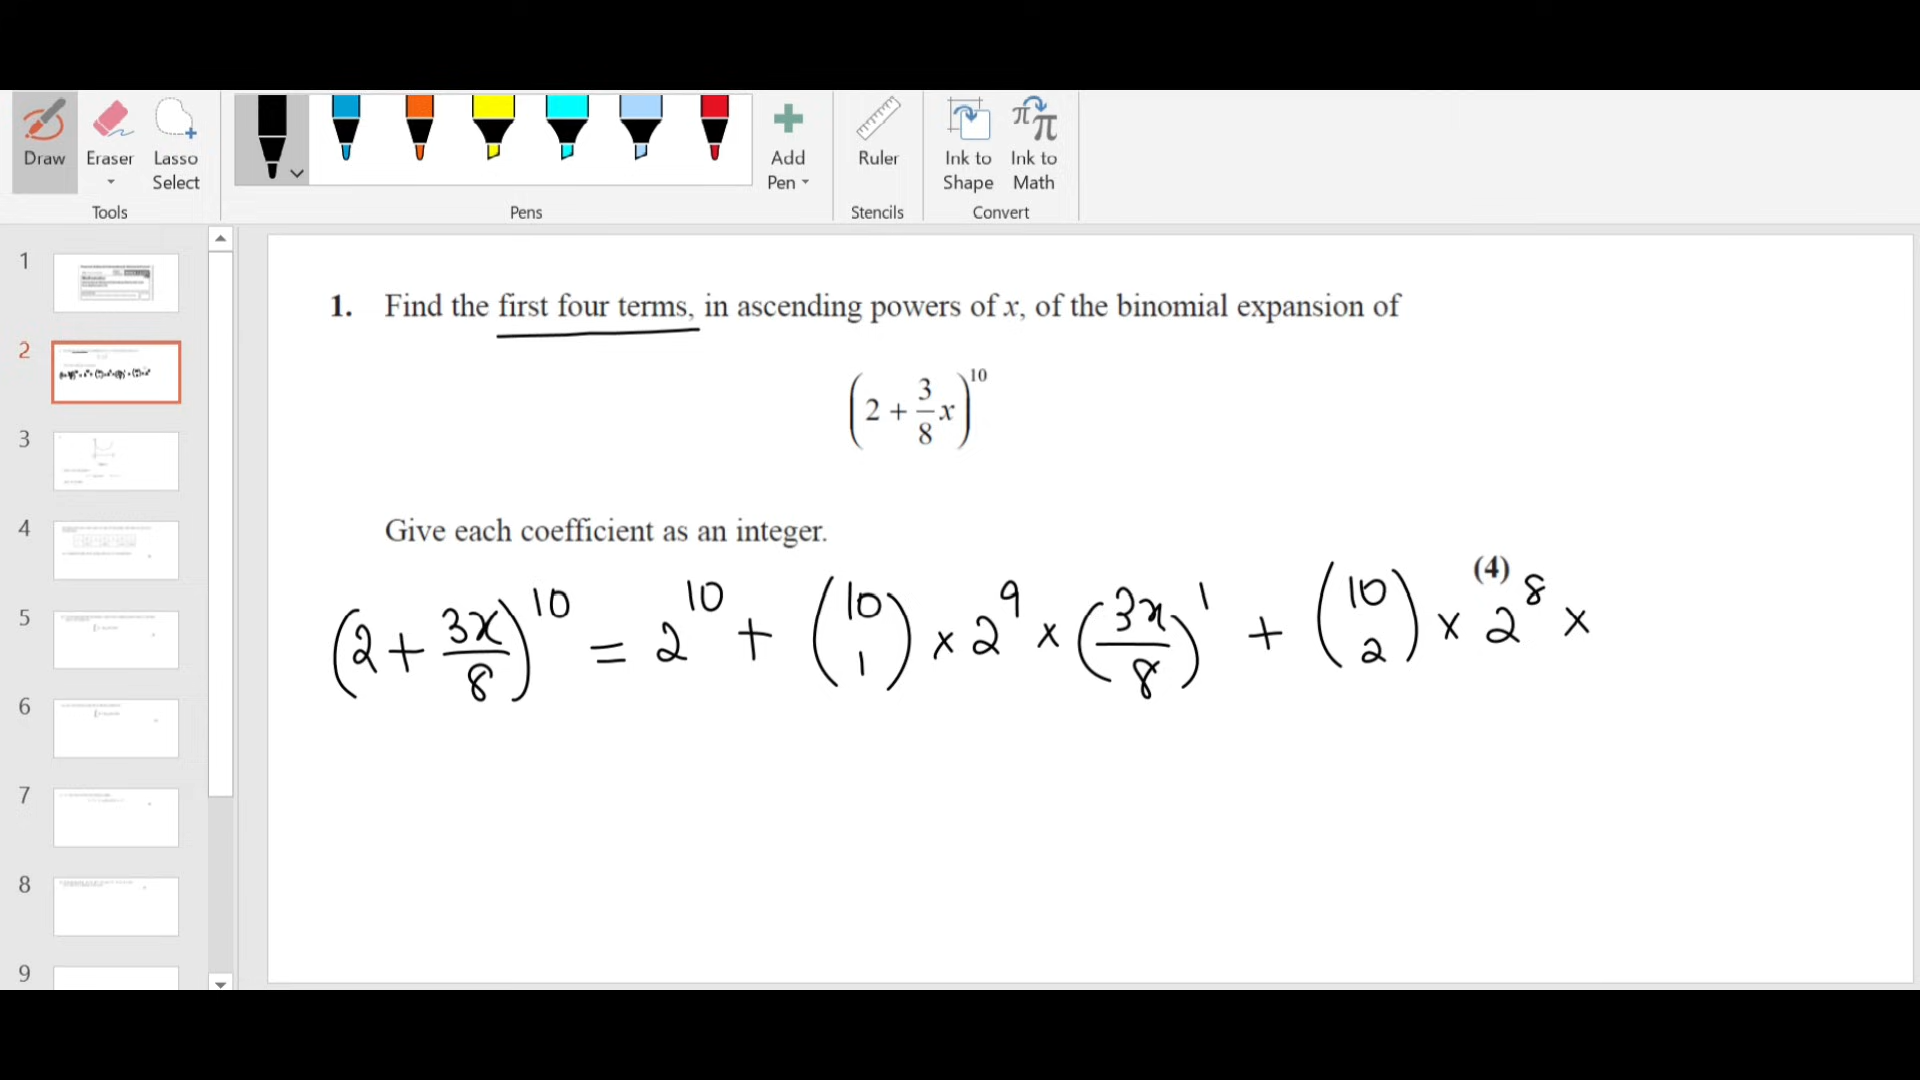 Draw Eraser Lasso Select Add Pen Ruler Ink to Shape Ink to Math
Tools Pens Stencils Convert
1
2
3
4
5
6
7
8
9
1. Find the first four terms, in ascending powers of x, of the binomial expansion of
(2 + 3/8 x)^10
Give each coefficient as an integer.
(4)
(2 + 3x/8)^10 = 2^10 + (10 1) × 2^9 × (3x/8)^1 + (10 2) × 2^8 ×